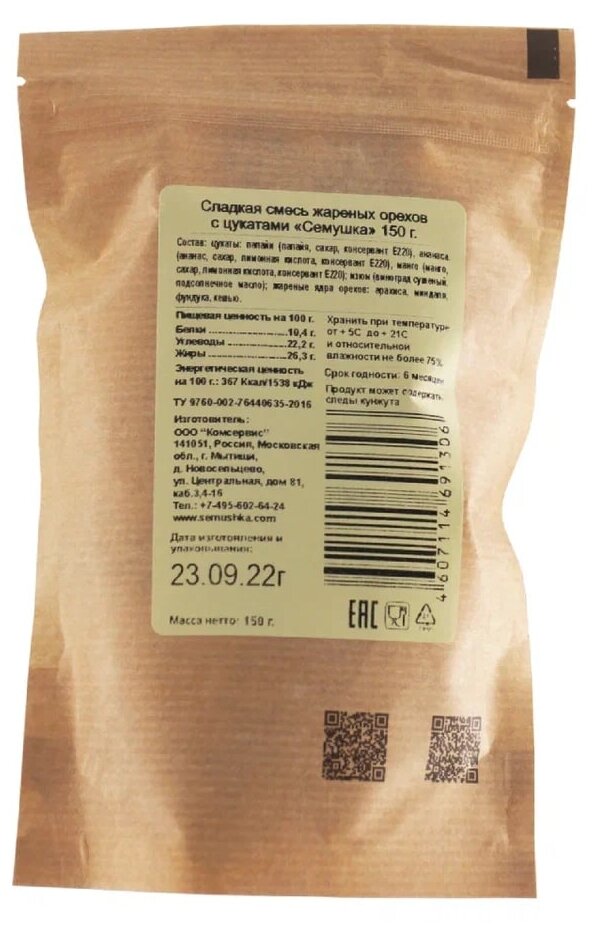 Сладкая смесь жареных орехов
с цукатами «Семушка» 150 г.
Состав: цукаты: папайи (папайя, сахар, консервант Е220), ананаса
(ананас, сахар, лимонная кислота, консервант Е220), манго (манго,
сахар, лимонная кислота, консервант Е220); изюм (виноград сушеный,
подсолнечное масло); жареные ядра орехов: арахиса, миндаля,
фундука, кешью.
Пищевая ценность на 100 г.
Белки 10,4 г.
Углеводы 22,2 г.
Жиры 26,3 г.
Энергетическая ценность
на 100 г.: 367 Ккал/1538 кДж
ТУ 9760-002-76440635-2016
Изготовитель:
ООО "Комсервис"
141051, Россия, Московская
обл., г. Мытищи,
д. Новосельцево,
ул. Центральная, дом 81,
каб.3,4-16
Тел.: +7-495-602-64-24
www.semushka.com
Дата изготовления и
упаковывания:
23.09.22г
Масса нетто: 150 г.
Хранить при температуре
от + 5С до + 21С
и относительной
влажности не более 75%
Срок годности: 6 месяцев
Продукт может содержать
следы кунжута
4607114691306
ЕАС